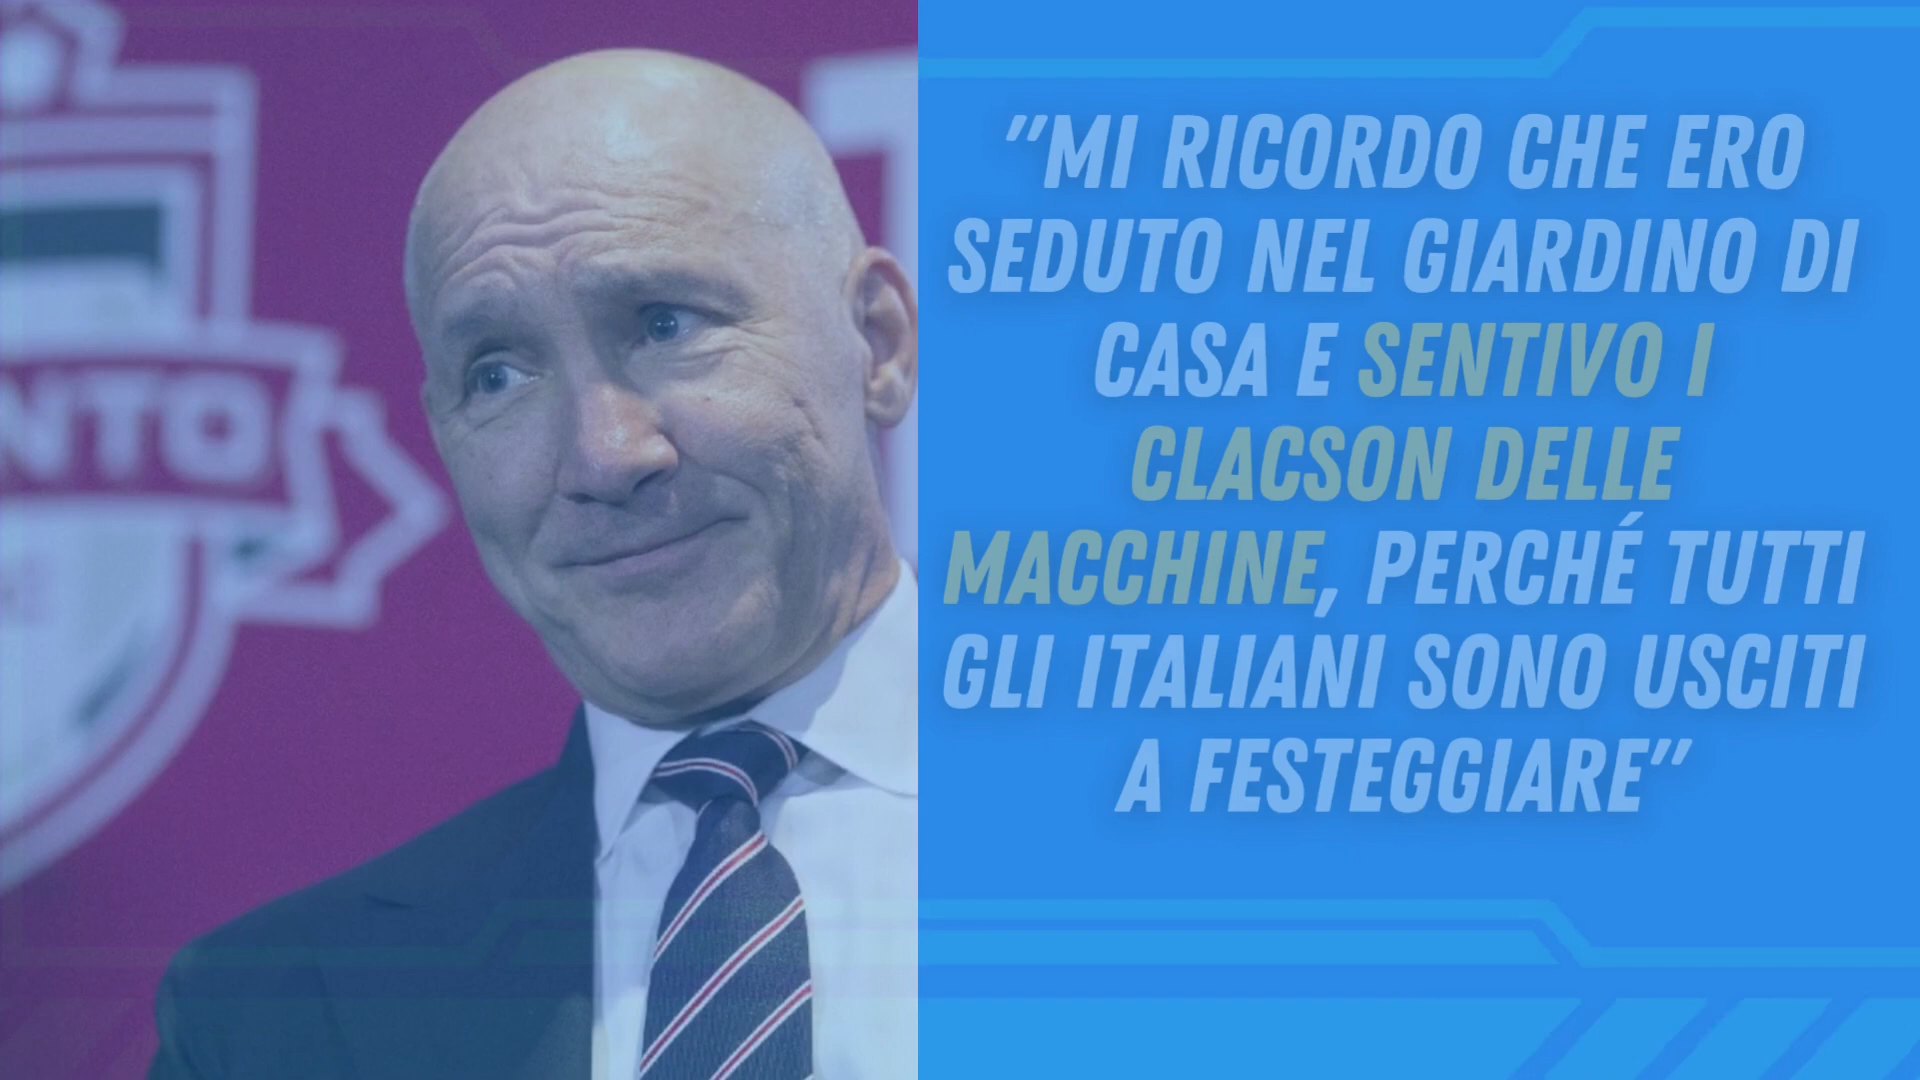 NTO
"MI RICORDO CHE ERO
SEDUTO NEL GIARDINO DI
CASA E SENTIVO I
CLACSON DELLE
MACCHINE, PERCHÉ TUTTI
GLI ITALIANI SONO USCITI
A FESTEGGIARE"